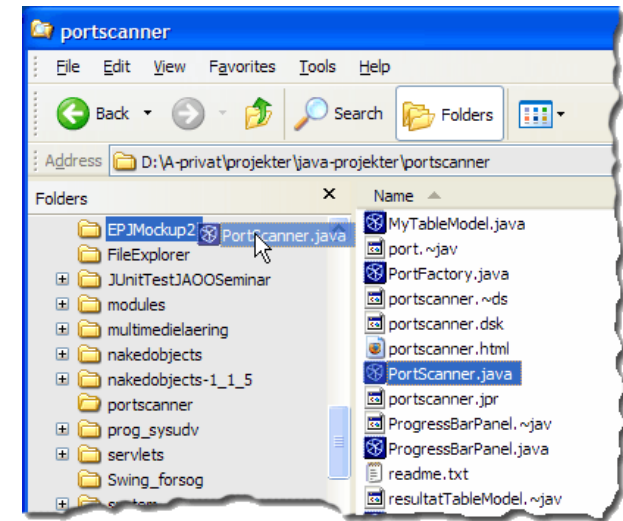 portscanner
File Edit View Favorites Tools Help
Back Search Folders
Address D:\A-privat\projekter\java-projekter\portscanner
Folders × Name
EPJMockup2 PortScanner.java
FileExplorer
JUnitTestJAOOSeminar
modules
multimedielaering
nakedobjects
nakedobjects-1_1_5
portscanner
prog_sysudv
servlets
Swing_forsog
system
MyTableModel.java
port.~jav
PortFactory.java
portscanner.~ds
portscanner.dsk
portscanner.html
PortScanner.java
portscanner.jpr
ProgressBarPanel.~jav
ProgressBarPanel.java
readme.txt
resultatTableModel.~jav